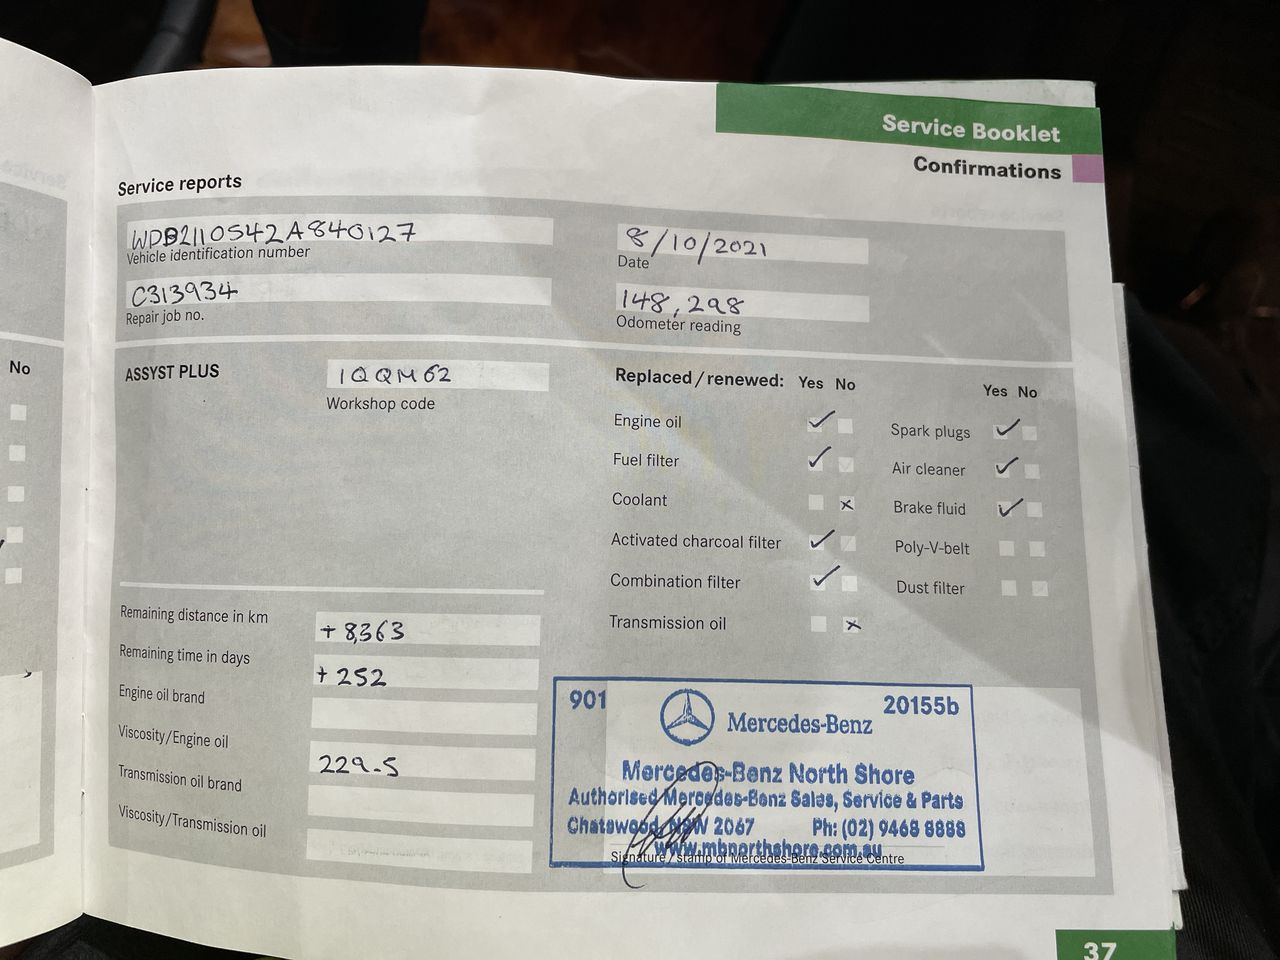 Service Booklet
Confirmations
Service reports
WDB2110542A840127
Vehicle identification number
8/10/2021
Date
C313934
Repair job no.
148,298
Odometer reading
No
ASSYST PLUS
1QQM62
Workshop code
Replaced/renewed: Yes No
Yes No
Engine oil
Spark plugs
Fuel filter
Air cleaner
Coolant
Brake fluid
Activated charcoal filter
Poly-V-belt
Combination filter
Dust filter
Transmission oil
Remaining distance in km
+ 8,363
Remaining time in days
+ 252
Engine oil brand
Viscosity/Engine oil
229.5
Transmission oil brand
Viscosity/Transmission oil
901
20155b
Mercedes-Benz
Mercedes-Benz North Shore
Authorised Mercedes-Benz Sales, Service & Parts
Chatswood, NSW 2067 Ph: (02) 9468 8888
www.mbnorthshore.com.au
Signature/stamp of Mercedes-Benz Service Centre
37